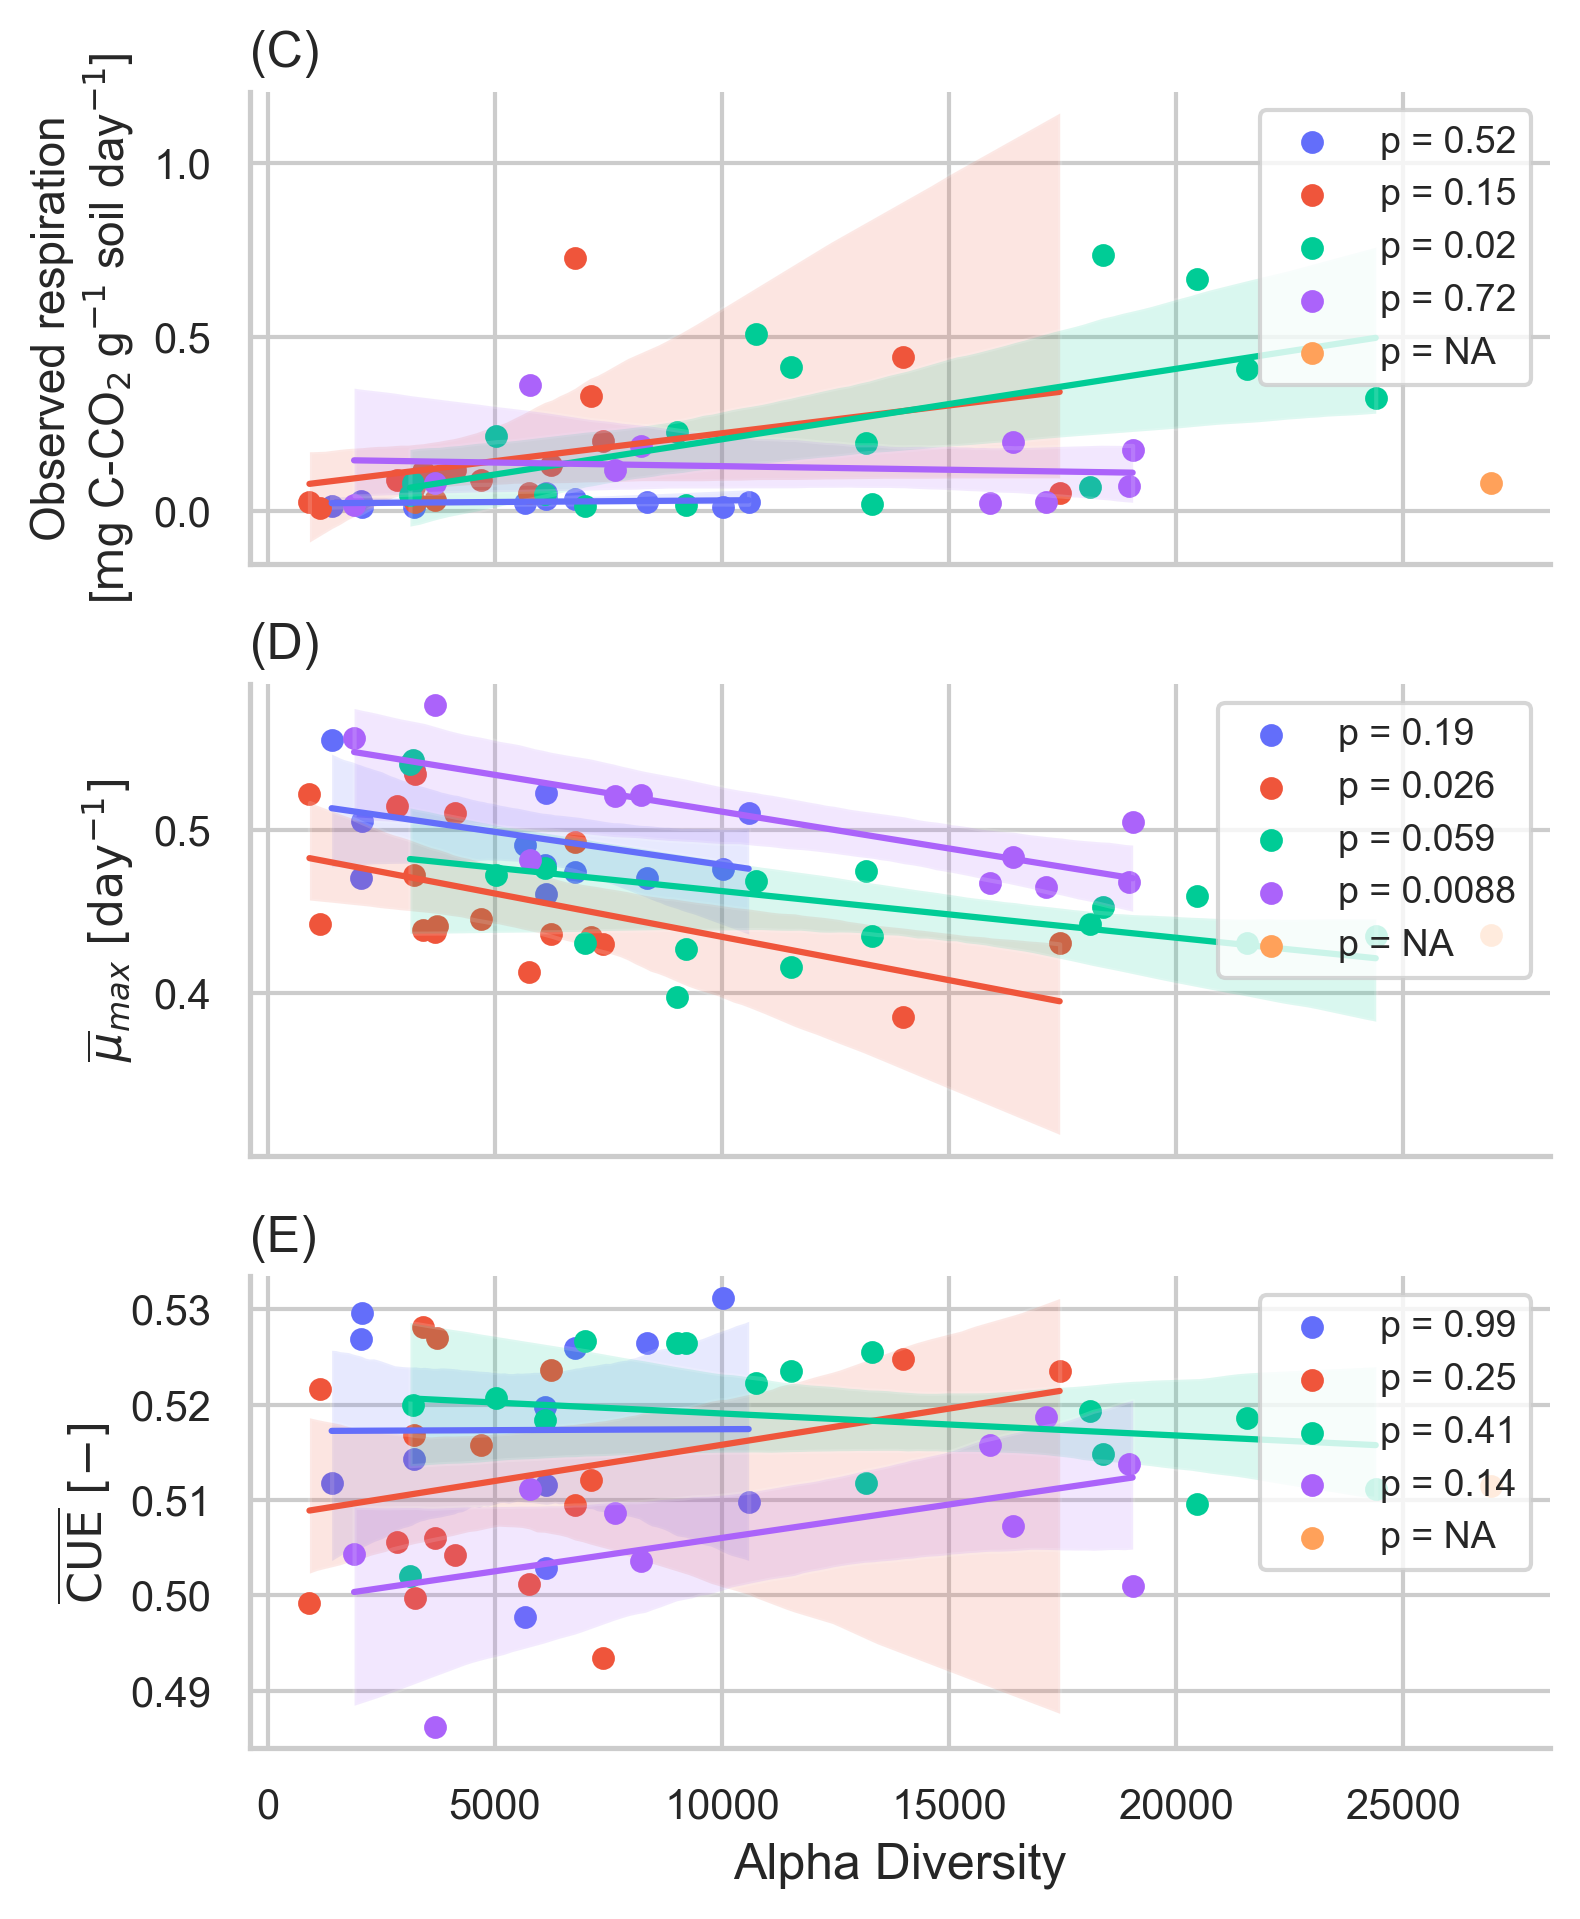 (C)
Observed respiration
[mg C-CO₂ g⁻¹ soil day⁻¹]
1.0
0.5
0.0
p = 0.52
p = 0.15
p = 0.02
p = 0.72
p = NA
(D)
μ̅ₘₐₓ [day⁻¹]
0.5
0.4
p = 0.19
p = 0.026
p = 0.059
p = 0.0088
p = NA
(E)
C̅U̅E̅ [−]
0.53
0.52
0.51
0.50
0.49
p = 0.99
p = 0.25
p = 0.41
p = 0.14
p = NA
0 5000 10000 15000 20000 25000
Alpha Diversity